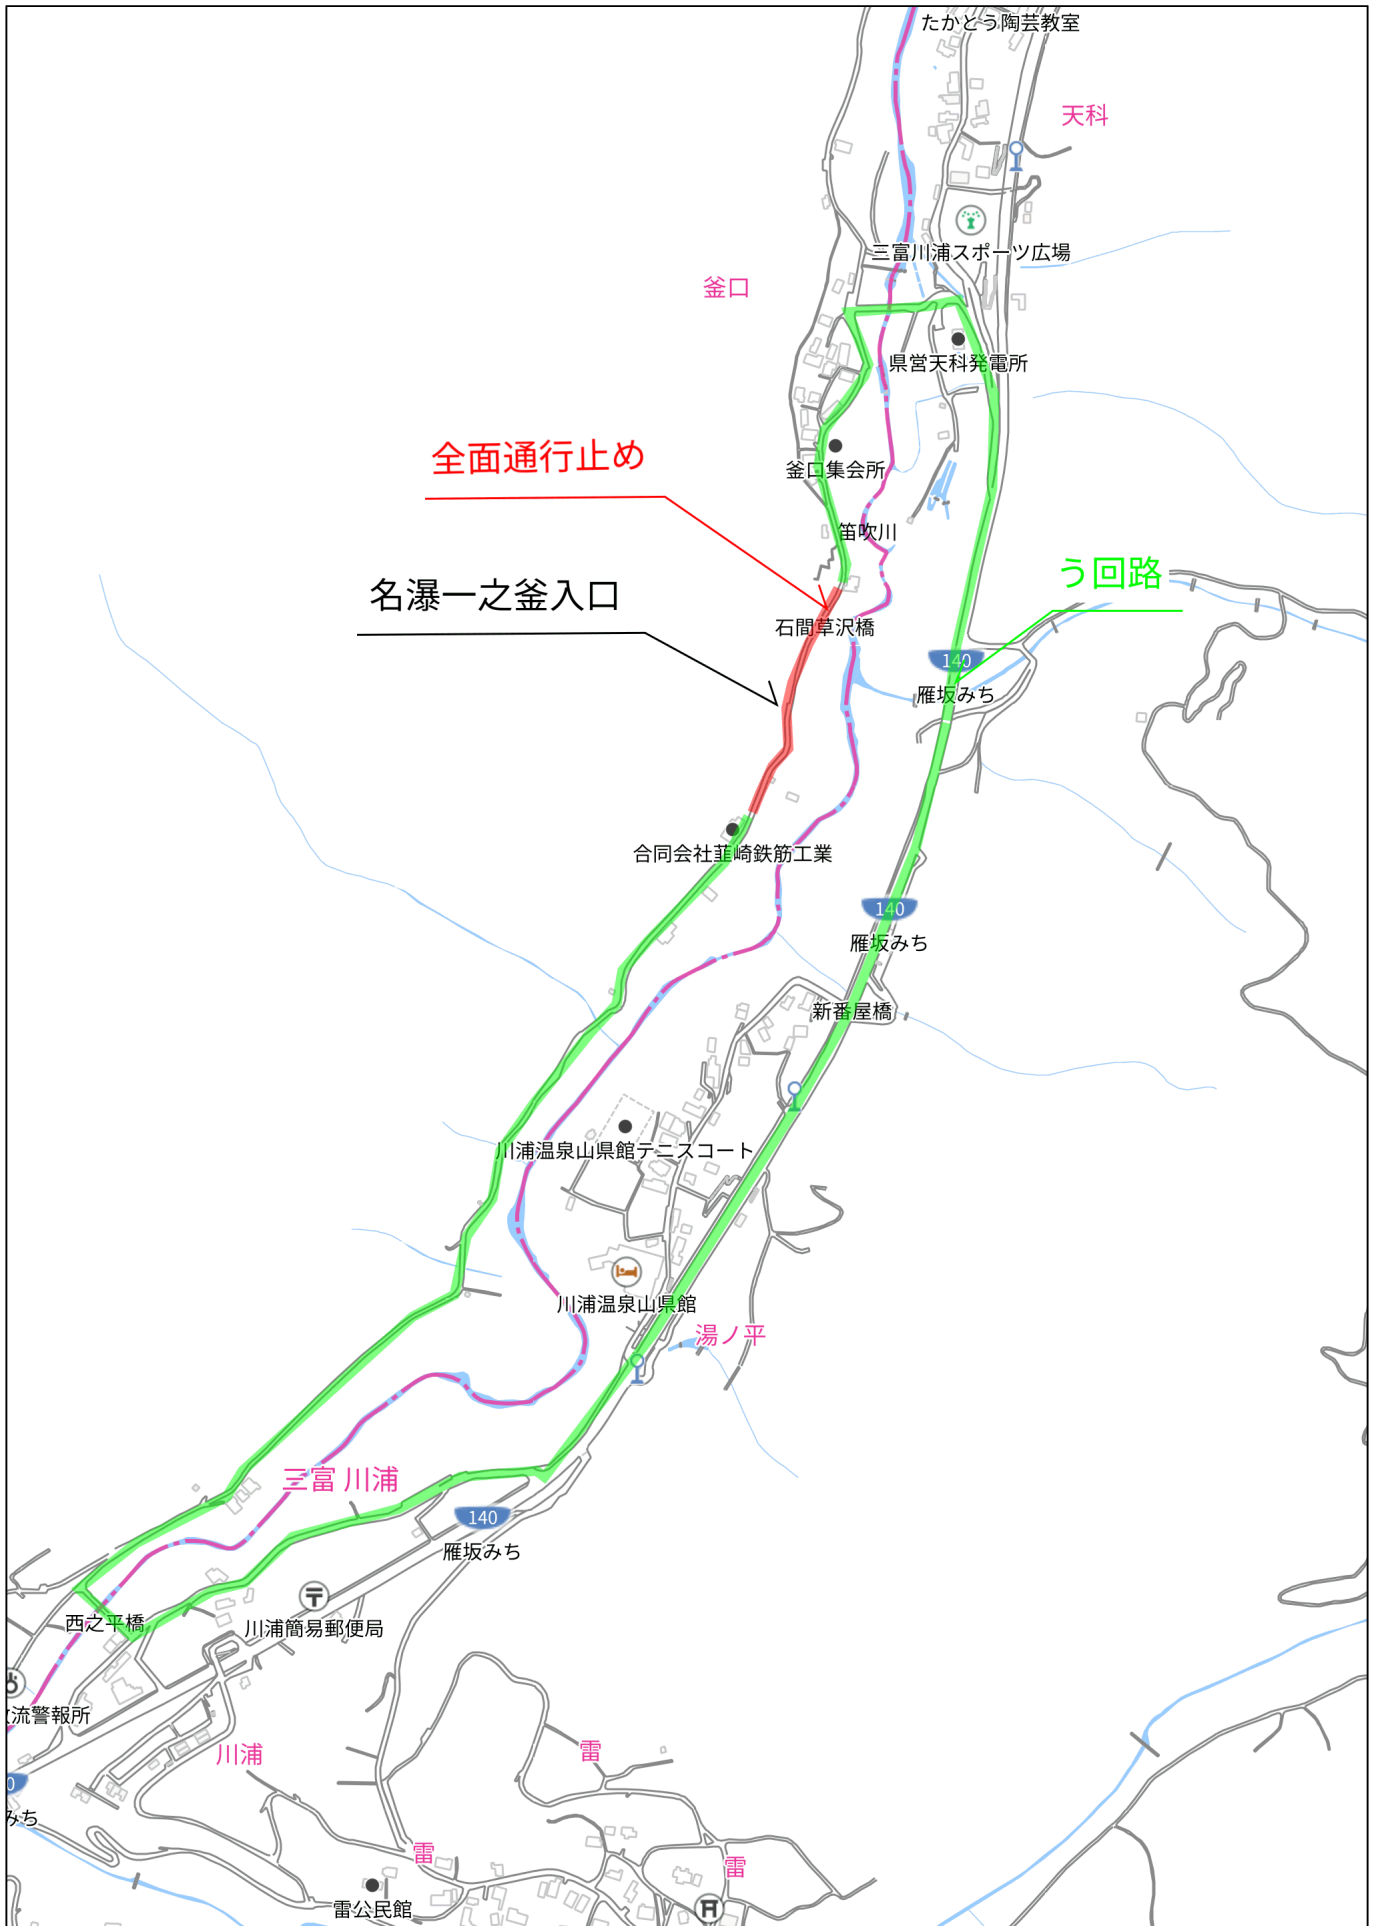 たかとう陶芸教室
天科
三富川浦スポーツ広場
釜口
県営天科発電所
全面通行止め
釜口集会所
笛吹川
う回路
名瀑一之釜入口
石間草沢橋
140
雁坂みち
合同会社韮崎鉄筋工業
140
雁坂みち
新番屋橋
川浦温泉山県館テニスコート
川浦温泉山県館
湯ノ平
三富 川浦
140
雁坂みち
西之平橋
川浦簡易郵便局
流警報所
川浦
雷
0
みち
雷
雷
雷公民館